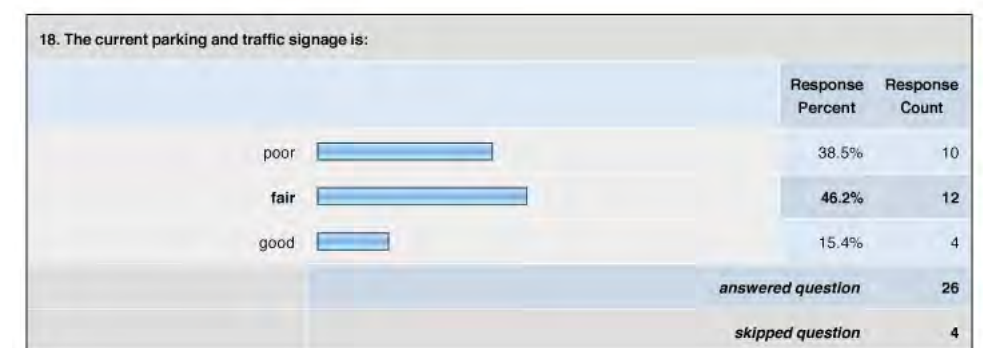 18. The current parking and traffic signage is:
Response Percent Response Count
poor 38.5% 10
fair 46.2% 12
good 15.4% 4
answered question 26
skipped question 4